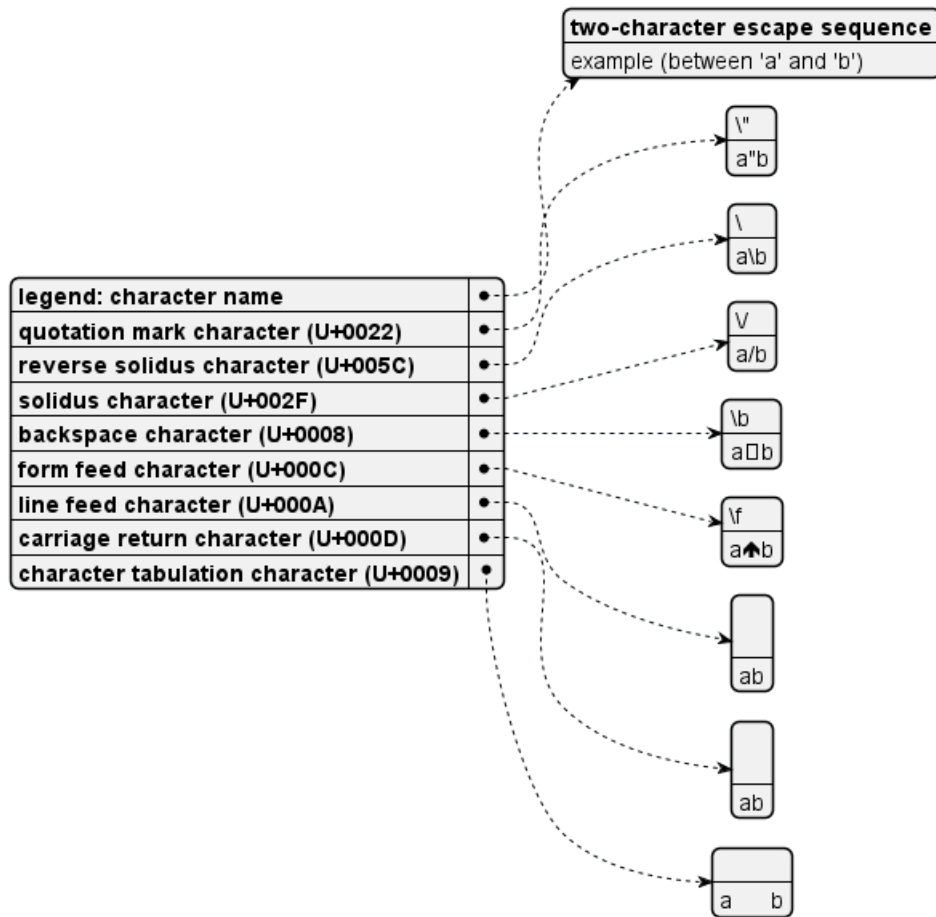 two-character escape sequence
example (between 'a' and 'b')
\"
a"b
\
a\b
\/
a/b
\b
a▯b
\f
a🡅b
ab
ab
a	b
legend: character name
quotation mark character (U+0022)
reverse solidus character (U+005C)
solidus character (U+002F)
backspace character (U+0008)
form feed character (U+000C)
line feed character (U+000A)
carriage return character (U+000D)
character tabulation character (U+0009)